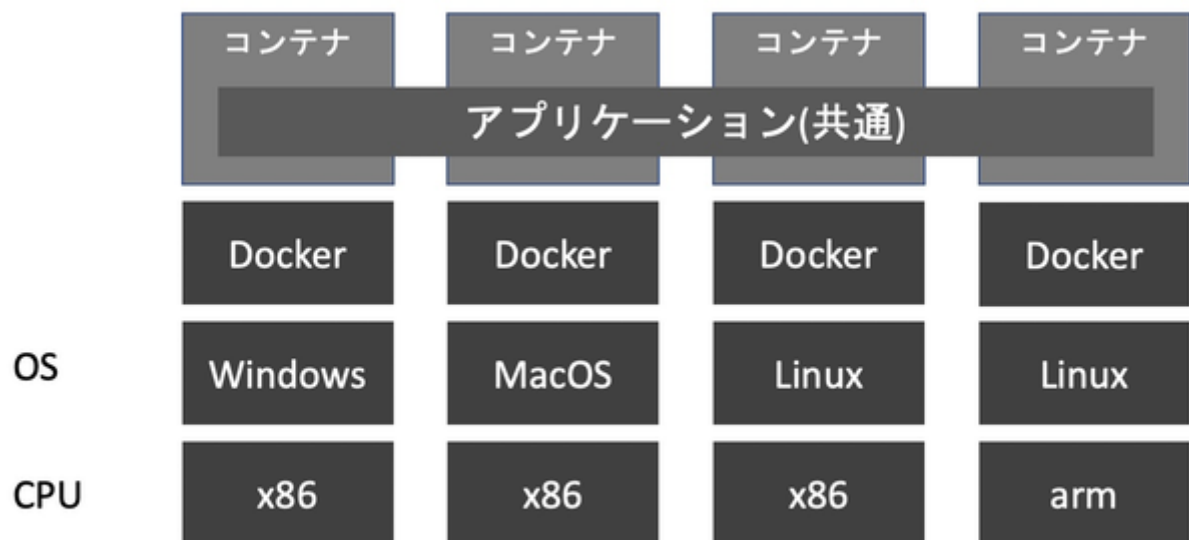 コンテナ コンテナ コンテナ コンテナ
アプリケーション(共通)
Docker Docker Docker Docker
OS Windows MacOS Linux Linux
CPU x86 x86 x86 arm